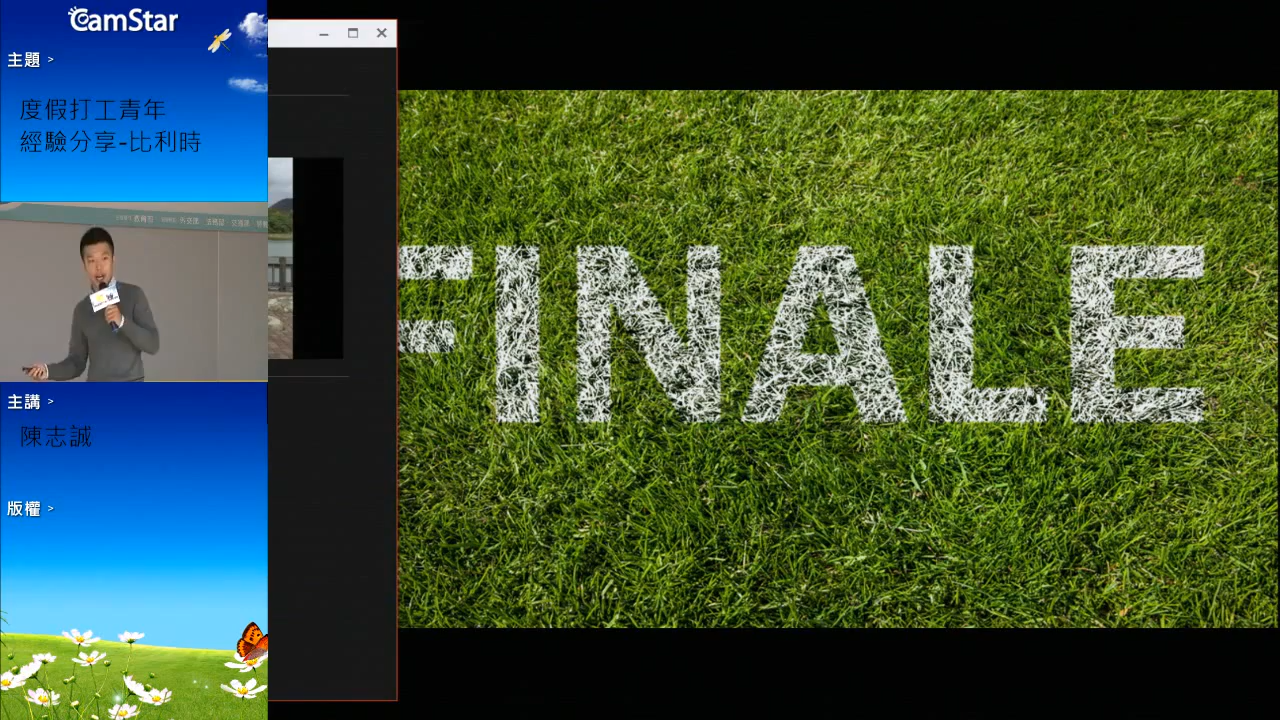 CamStar
主題 >
度假打工青年
經驗分享-比利時
主講 >
陳志誠
版權 >
FINALE